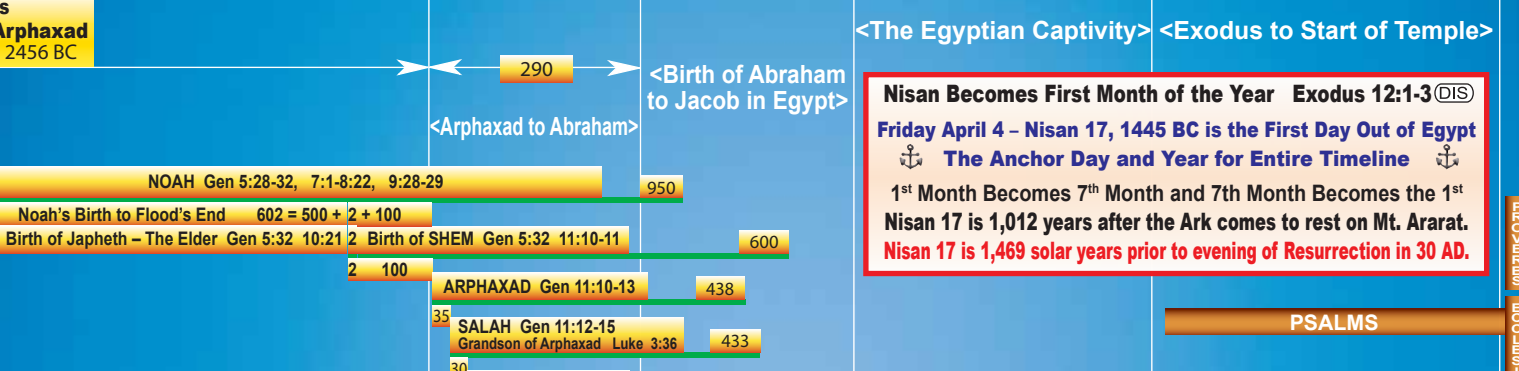 s
Arphaxad
2456 BC
290
<Arphaxad to Abraham>
<Birth of Abraham
to Jacob in Egypt>
<The Egyptian Captivity>
<Exodus to Start of Temple>
Nisan Becomes First Month of the Year Exodus 12:1-3 DIS
Friday April 4 – Nisan 17, 1445 BC is the First Day Out of Egypt
The Anchor Day and Year for Entire Timeline
1st Month Becomes 7th Month and 7th Month Becomes the 1st
Nisan 17 is 1,012 years after the Ark comes to rest on Mt. Ararat.
Nisan 17 is 1,469 solar years prior to evening of Resurrection in 30 AD.
NOAH Gen 5:28-32, 7:1-8:22, 9:28-29
950
Noah's Birth to Flood's End 602 = 500 + 2 + 100
Birth of Japheth – The Elder Gen 5:32 10:21 2 Birth of SHEM Gen 5:32 11:10-11
600
2 100
ARPHAXAD Gen 11:10-13
438
35
SALAH Gen 11:12-15
Grandson of Arphaxad Luke 3:36
433
30
PSALMS
PROVERBS